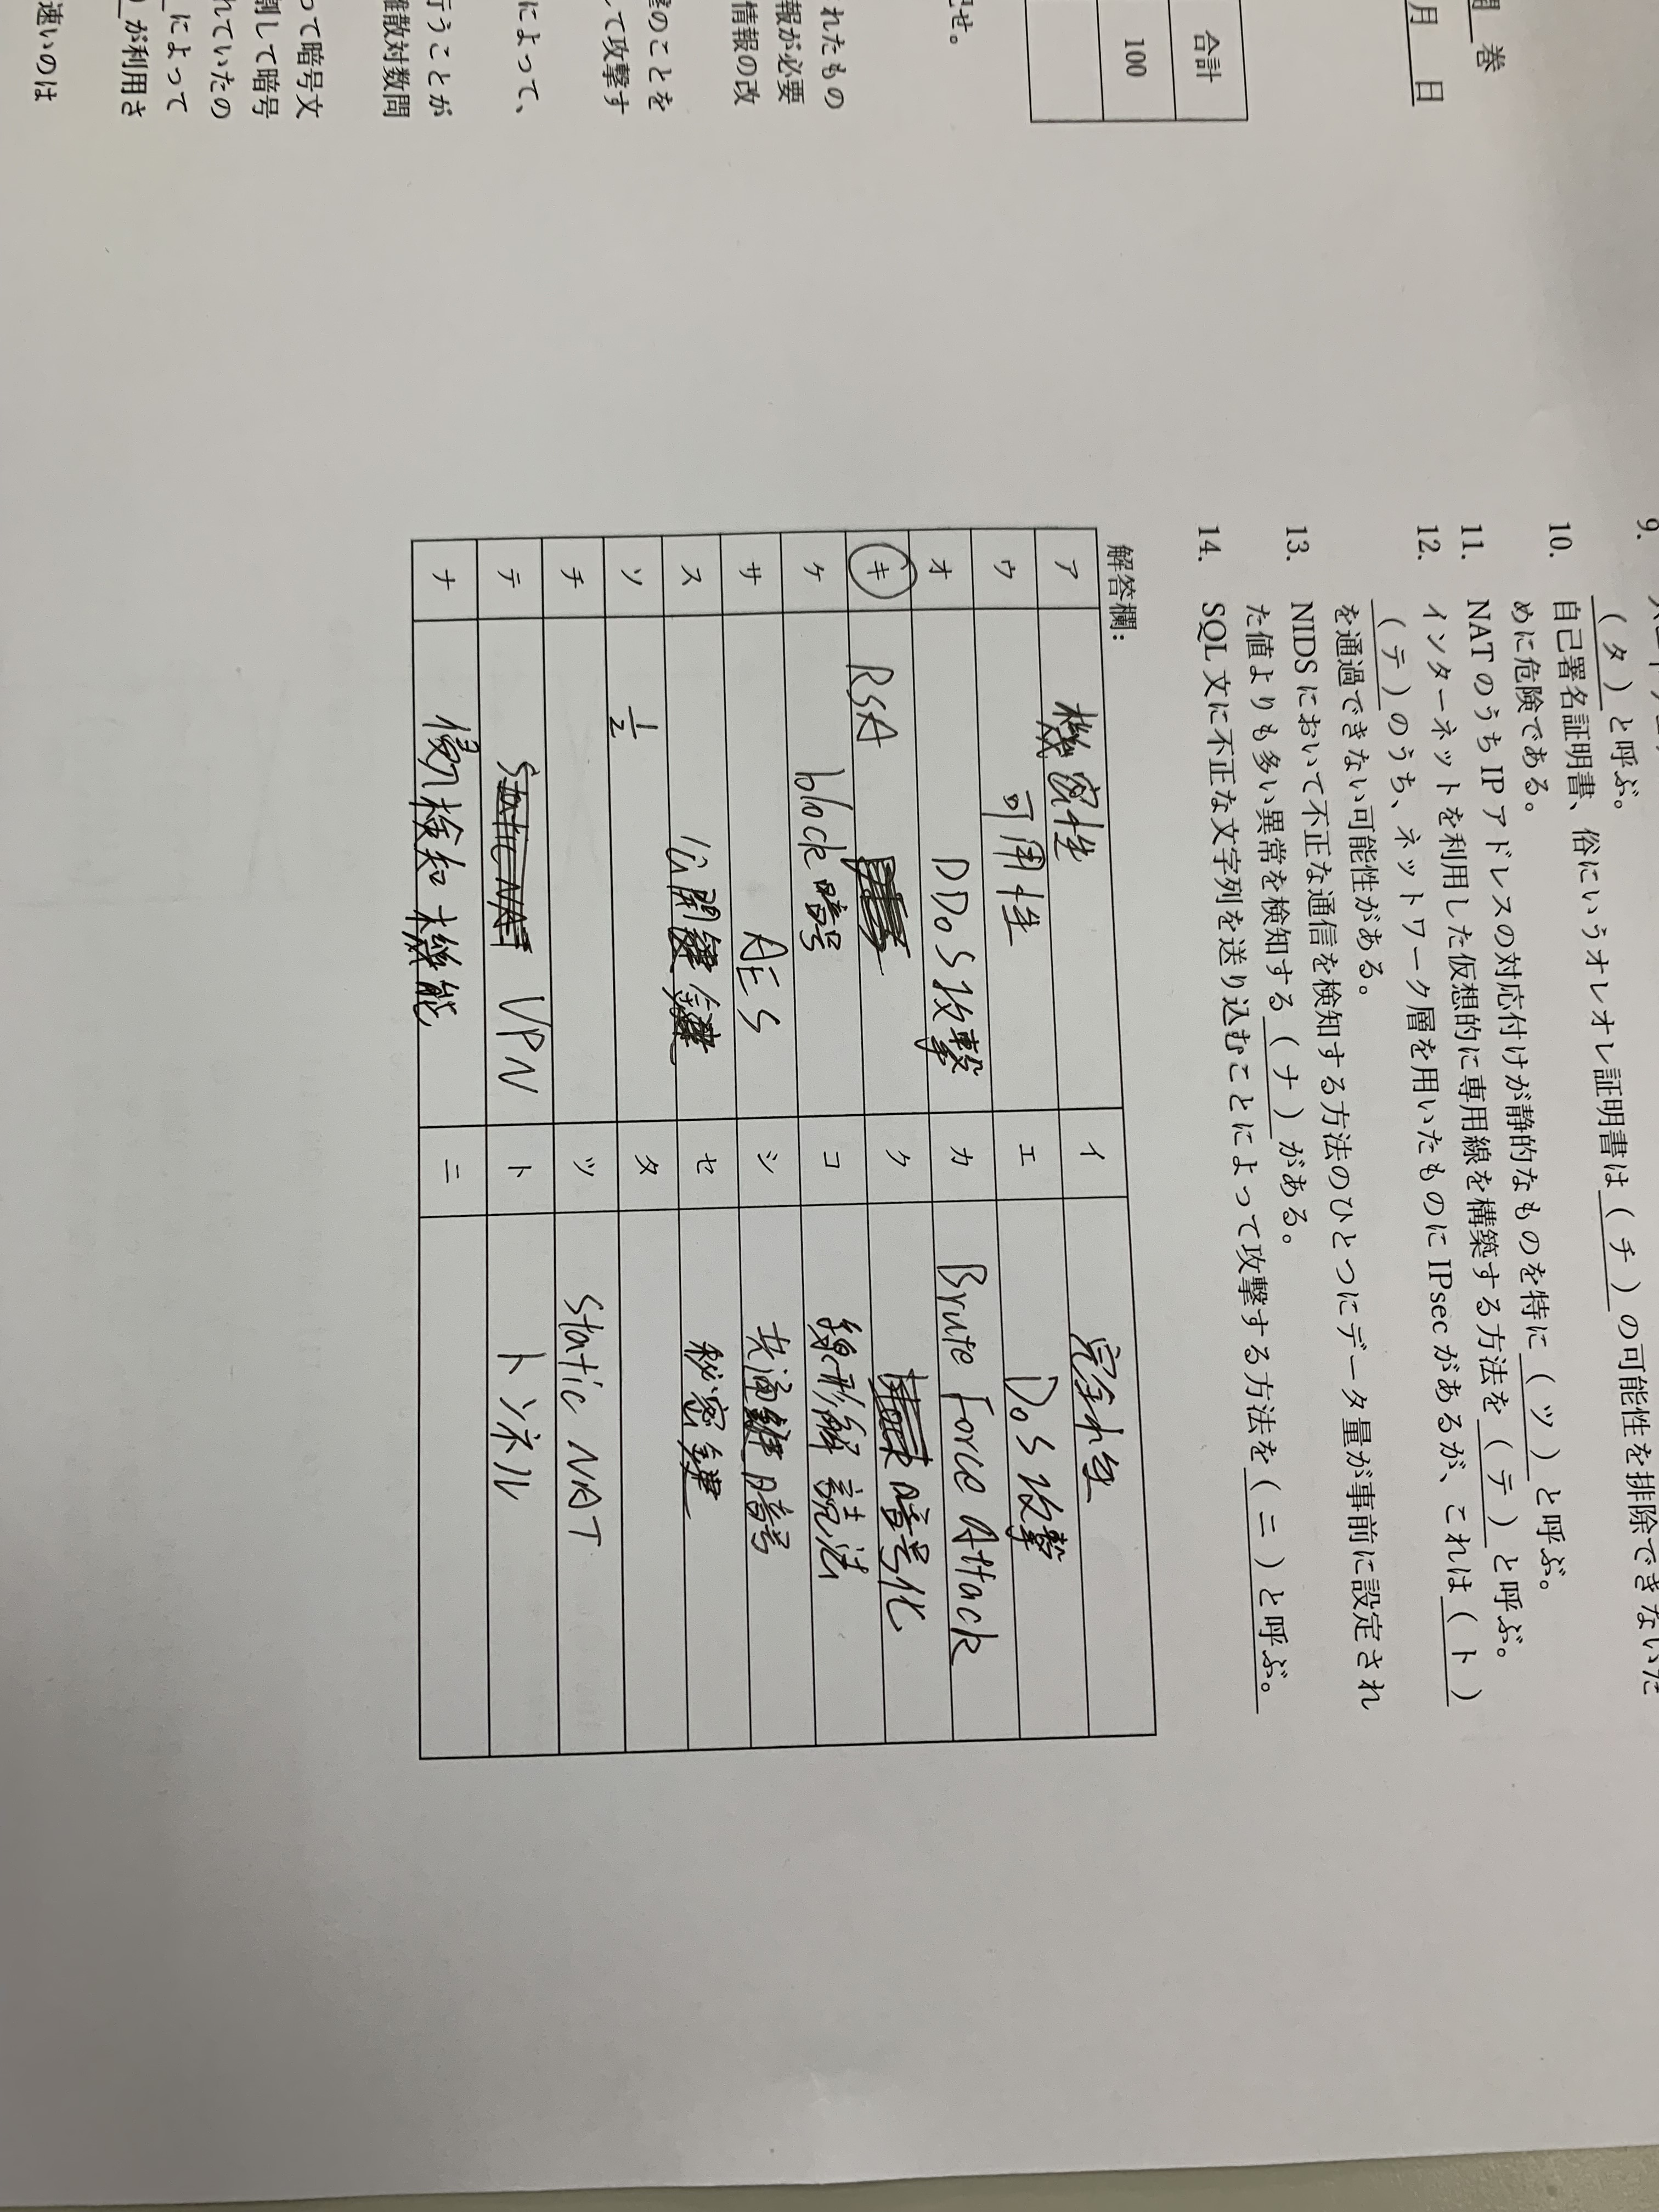 巻
月 日
合計
100
記せ。
されたもの
報が必要
情報の改
撃のことを
して攻撃す
によって、
行うことが
離散対数問
って暗号文
割して暗号
れていたの
によって
)が利用さ
速いのは
9.
( タ )と呼ぶ。
10. 自己署名証明書、俗にいうオレオレ証明書は( チ )の可能性を排除できないた
めに危険である。
11. NAT のうち IP アドレスの対応付けが静的なものを特に( ツ )と呼ぶ。
12. インターネットを利用した仮想的に専用線を構築する方法を( テ )と呼ぶ。
( テ )のうち、ネットワーク層を用いたものに IPsec があるが、これは( ト )
を通過できない可能性がある。
13. NIDS において不正な通信を検知する方法のひとつにデータ量が事前に設定され
た値よりも多い異常を検知する( ナ )がある。
14. SQL 文に不正な文字列を送り込むことによって攻撃する方法を( ニ )と呼ぶ。
解答欄:
ア 機密性 イ 完全性
ウ 可用性 エ DoS攻撃
オ DDoS攻撃 カ Brute Force Attack
キ RSA ク 暗号化
ケ block暗号 コ 線形解読法
サ AES シ 共通鍵暗号
ス 公開鍵 セ 秘密鍵
ソ 1/2 タ
チ ツ Static NAT
テ Static NAT VPN ト トンネル
ナ 侵入検知機能 ニ